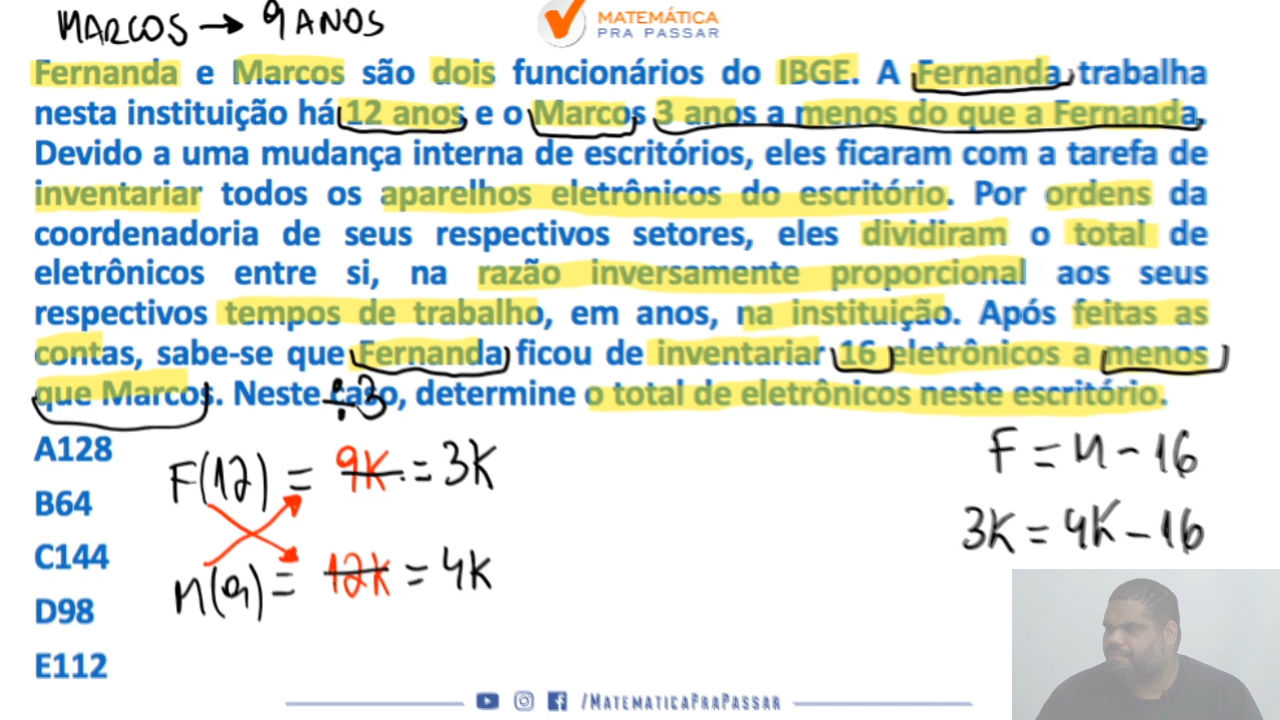 MARCOS → 9 ANOS
MATEMÁTICA
PRA PASSAR
Fernanda e Marcos são dois funcionários do IBGE. A Fernanda trabalha
nesta instituição há 12 anos e o Marcos 3 anos a menos do que a Fernanda.
Devido a uma mudança interna de escritórios, eles ficaram com a tarefa de
inventariar todos os aparelhos eletrônicos do escritório. Por ordens da
coordenadoria de seus respectivos setores, eles dividiram o total de
eletrônicos entre si, na razão inversamente proporcional aos seus
respectivos tempos de trabalho, em anos, na instituição. Após feitas as
contas, sabe-se que Fernanda ficou de inventariar 16 eletrônicos a menos
que Marcos. Neste caso, determine o total de eletrônicos neste escritório.
÷3
A128
B64
C144
D98
E112
F(12) = 9K = 3K
M(9) = 12K = 4K
F = M - 16
3K = 4K - 16
/MatematicaPraPassar